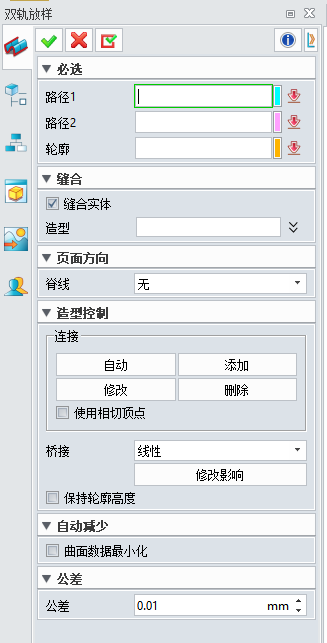 双轨放样
必选
路径1
路径2
轮廓
缝合
缝合实体
造型
页面方向
脊线 无
造型控制
连接
自动 添加
修改 删除
使用相切顶点
桥接 线性
修改影响
保持轮廓高度
自动减少
曲面数据最小化
公差
公差 0.01 mm